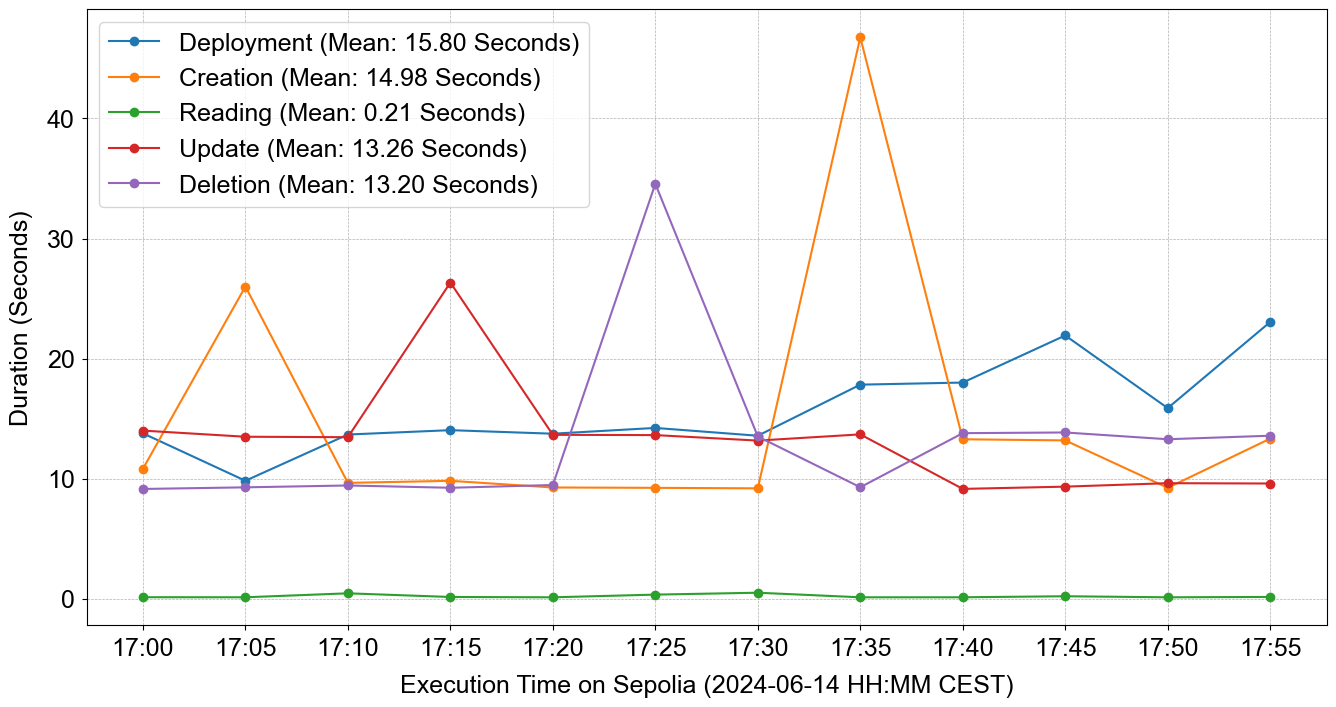 Deployment (Mean: 15.80 Seconds)
Creation (Mean: 14.98 Seconds)
Reading (Mean: 0.21 Seconds)
Update (Mean: 13.26 Seconds)
Deletion (Mean: 13.20 Seconds)
Duration (Seconds)
40
30
20
10
0
17:00 17:05 17:10 17:15 17:20 17:25 17:30 17:35 17:40 17:45 17:50 17:55
Execution Time on Sepolia (2024-06-14 HH:MM CEST)